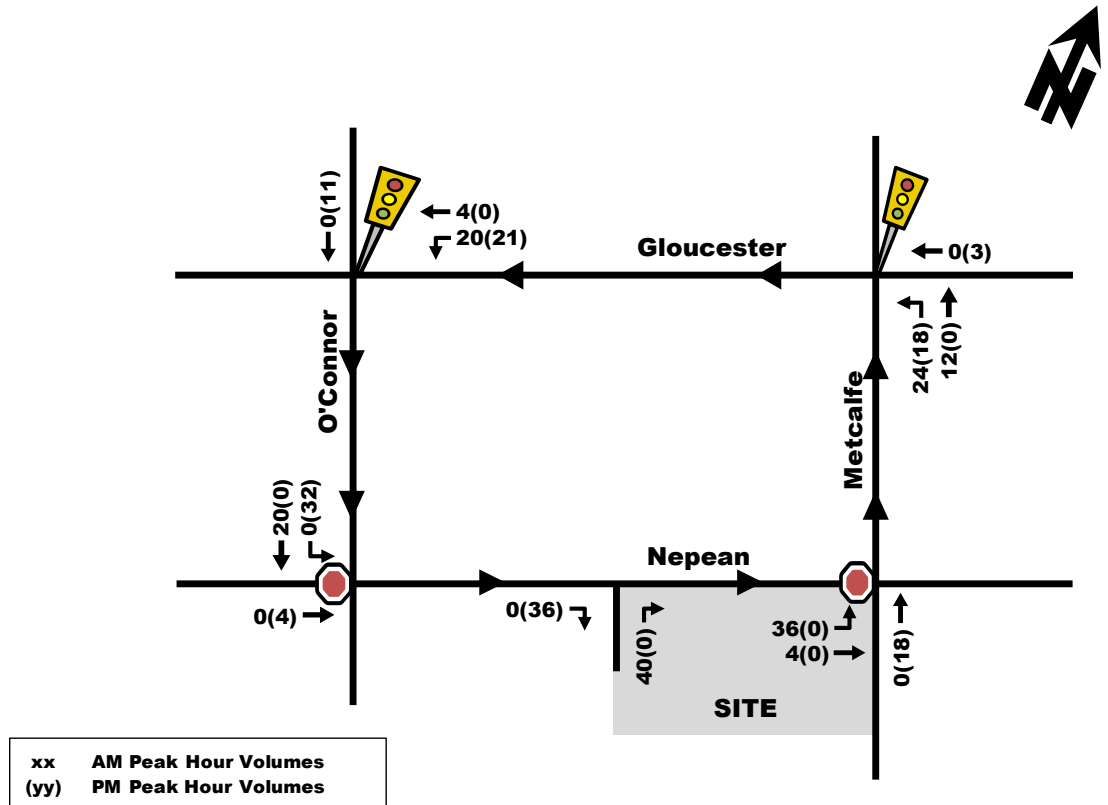 N
0(11)
4(0)
20(21)
Gloucester
0(3)
24(18)
12(0)
O'Connor
Metcalfe
20(0)
0(32)
Nepean
0(4)
0(36)
40(0)
36(0)
4(0)
0(18)
SITE
xx AM Peak Hour Volumes
(yy) PM Peak Hour Volumes